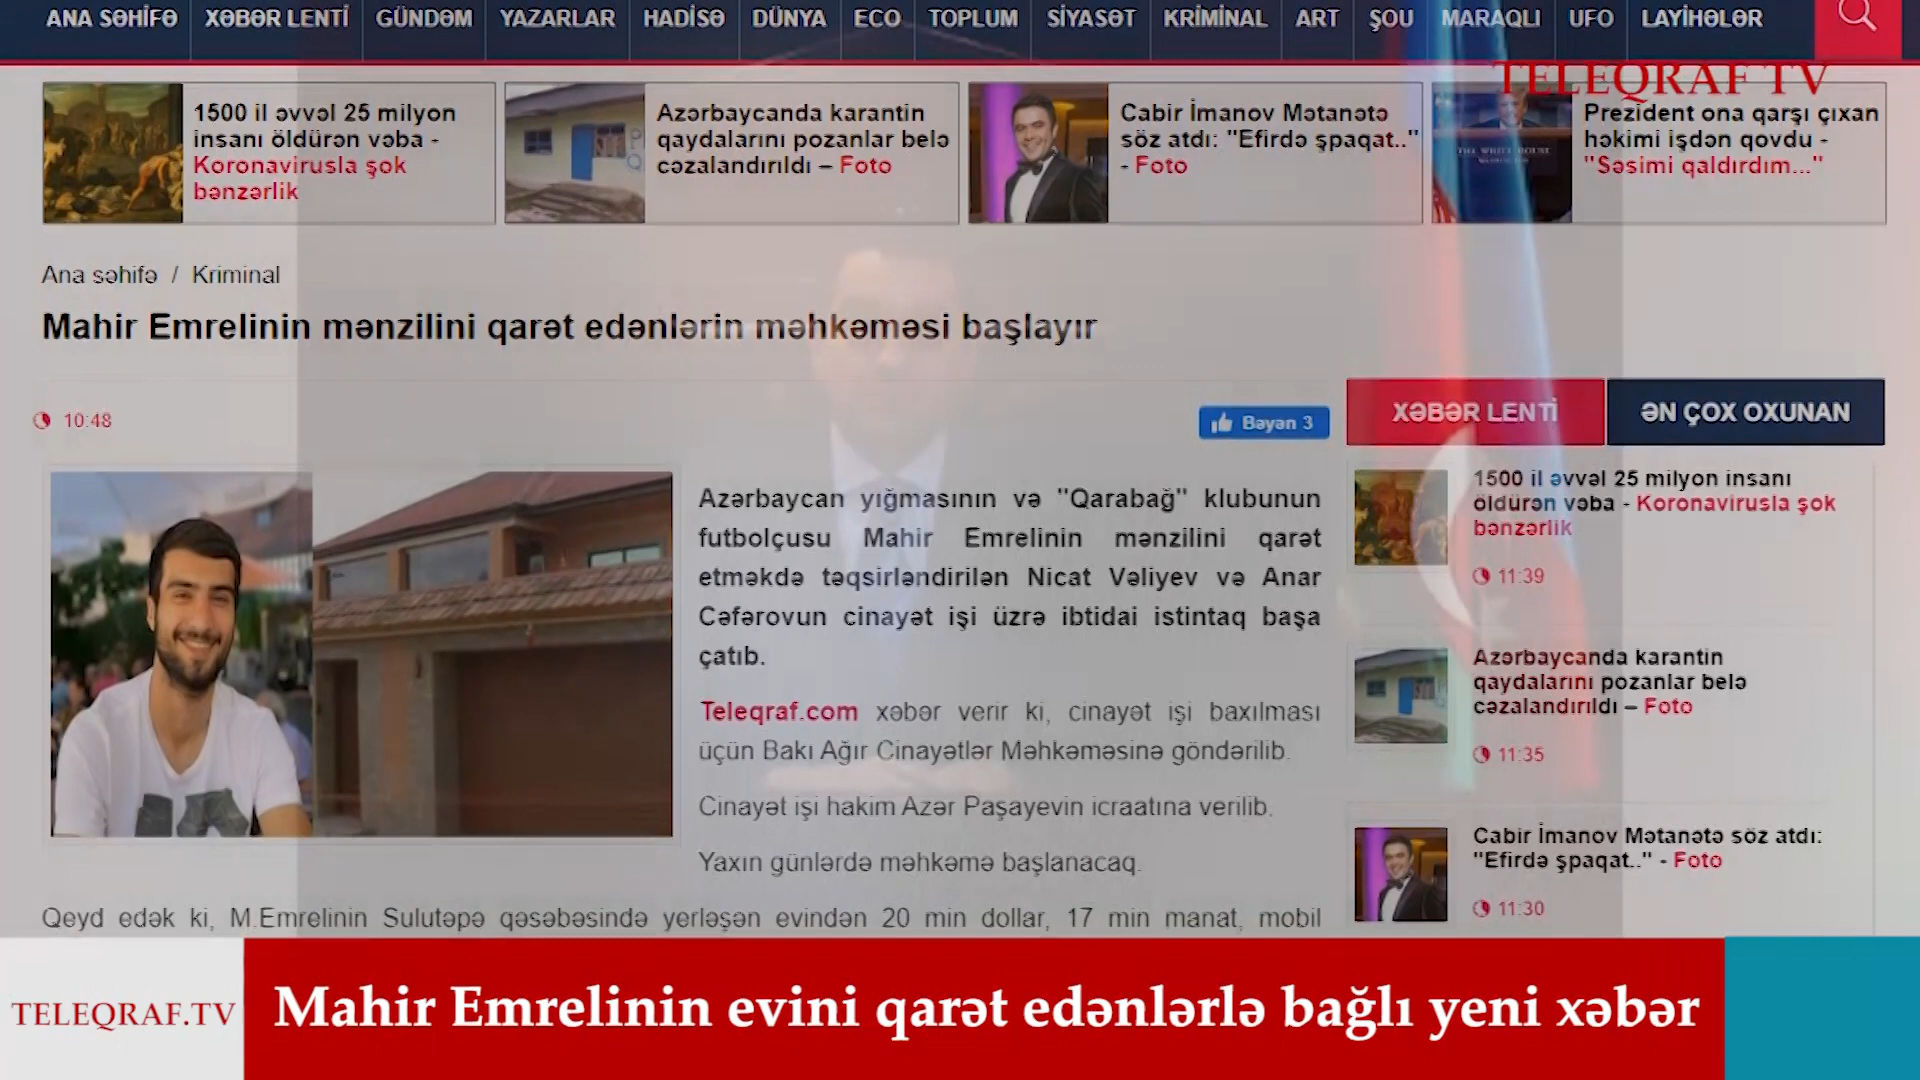 ANA SƏHİFƏ XƏBƏR LENTİ GÜNDƏM YAZARLAR HADİSƏ DÜNYA ECO TOPLUM SİYASƏT KRİMİNAL ART ŞOU MARAQLI UFO LAYİHƏLƏR
TELEQRAF TV
1500 il əvvəl 25 milyon
insanı öldürən vəba -
Koronavirusla şok
bənzərlik
Azərbaycanda karantin
qaydalarını pozanlar belə
cəzalandırıldı – Foto
Cabir İmanov Mətanətə
söz atdı: "Efirdə şpaqat.."
- Foto
THE WHITE HOUSE
Prezident ona qarşı çıxan
həkimi işdən qovdu -
"Səsimi qaldırdım..."
Ana səhifə / Kriminal
Mahir Emrelinin mənzilini qarət edənlərin məhkəməsi başlayır
10:48
Bəyən 3
Azərbaycan yığmasının və "Qarabağ" klubunun
futbolçusu Mahir Emrelinin mənzilini qarət
etməkdə təqsirləndirilən Nicat Vəliyev və Anar
Cəfərovun cinayət işi üzrə ibtidai istintaq başa
çatıb.
Teleqraf.com xəbər verir ki, cinayət işi baxılması
üçün Bakı Ağır Cinayətlər Məhkəməsinə göndərilib.
Cinayət işi hakim Azər Paşayevin icraatına verilib.
Yaxın günlərdə məhkəmə başlanacaq.
Qeyd edək ki, M.Emrelinin Sulutəpə qəsəbəsində yerləşən evindən 20 min dollar, 17 min manat, mobil
XƏBƏR LENTİ ƏN ÇOX OXUNAN
1500 il əvvəl 25 milyon insanı
öldürən vəba - Koronavirusla şok
bənzərlik
11:39
Azərbaycanda karantin
qaydalarını pozanlar belə
cəzalandırıldı – Foto
11:35
Cabir İmanov Mətanətə söz atdı:
"Efirdə şpaqat.." - Foto
11:30
TELEQRAF.TV
Mahir Emrelinin evini qarət edənlərlə bağlı yeni xəbər